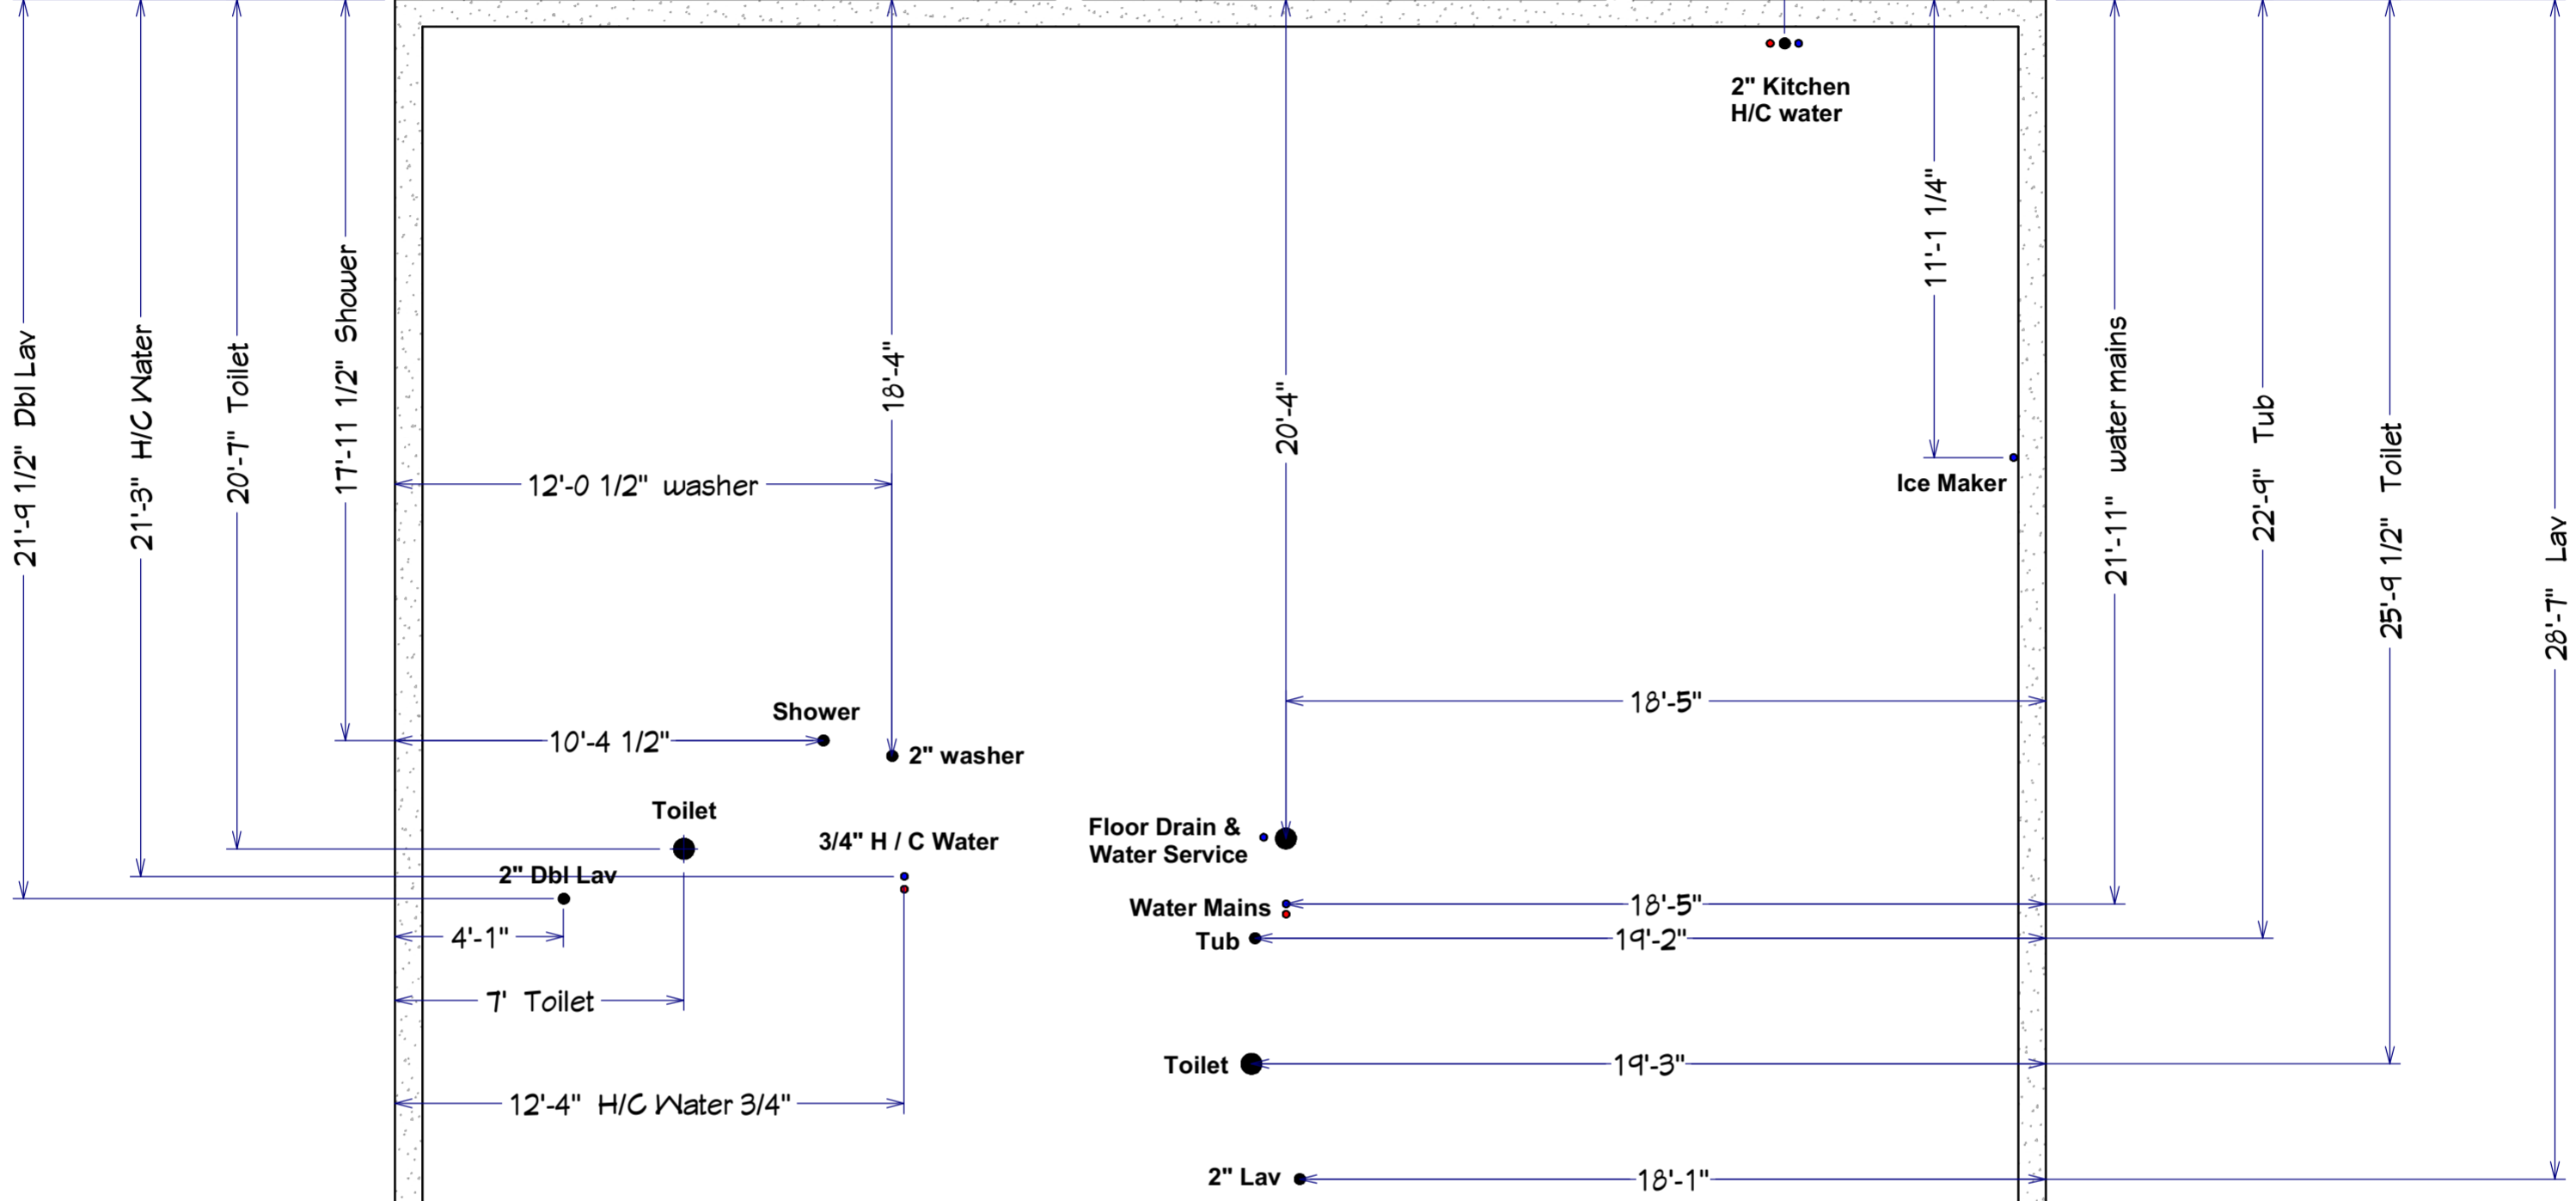 2" Kitchen
H/C water
11'-1 1/4"
Ice Maker
21'-9 1/2" Dbl Lav
21'-3" H/C Water
20'-7" Toilet
17'-11 1/2" Shower
18'-4"
20'-4"
21'-11" water mains
22'-9" Tub
25'-9 1/2" Toilet
28'-7" Lav
12'-0 1/2" washer
18'-5"
Shower
10'-4 1/2"
2" washer
Toilet
3/4" H / C Water
Floor Drain &
Water Service
2" Dbl Lav
Water Mains
18'-5"
4'-1"
Tub
19'-2"
7' Toilet
Toilet
19'-3"
12'-4" H/C Water 3/4"
2" Lav
18'-1"